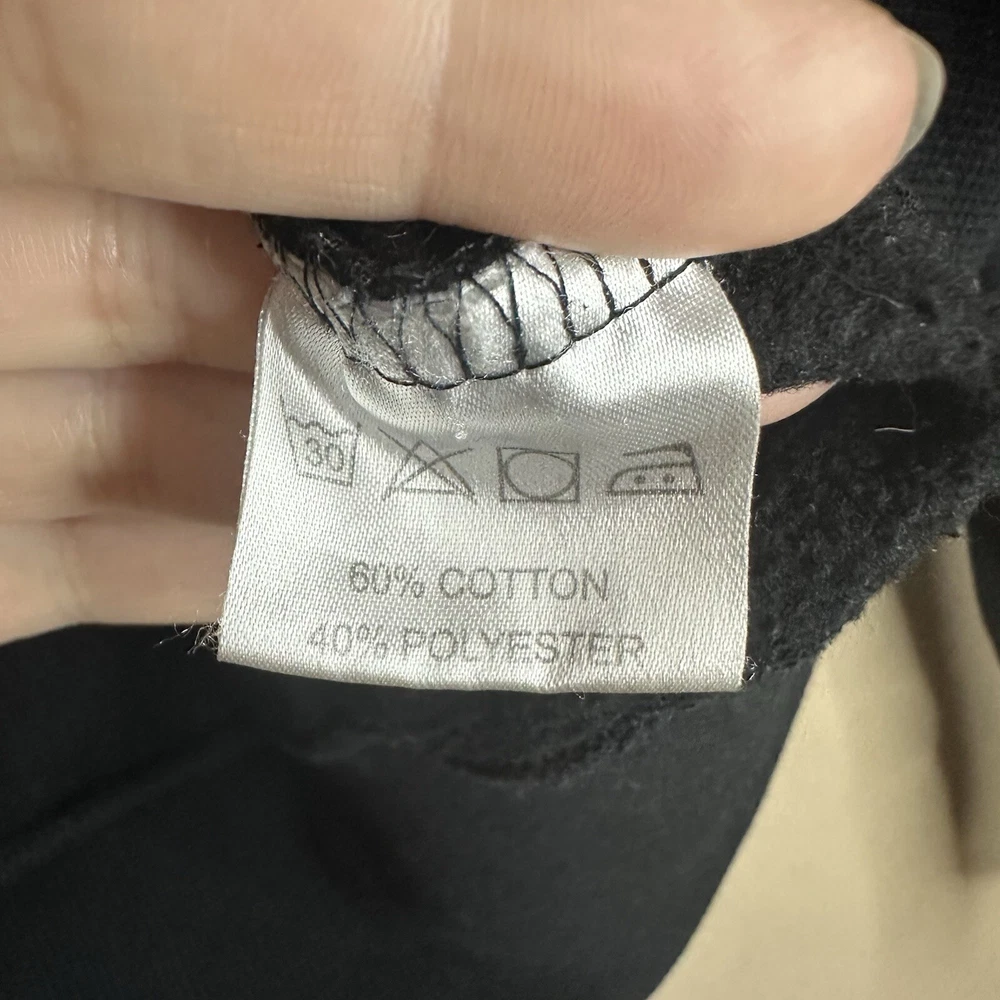 30
60% COTTON
40% POLYESTER